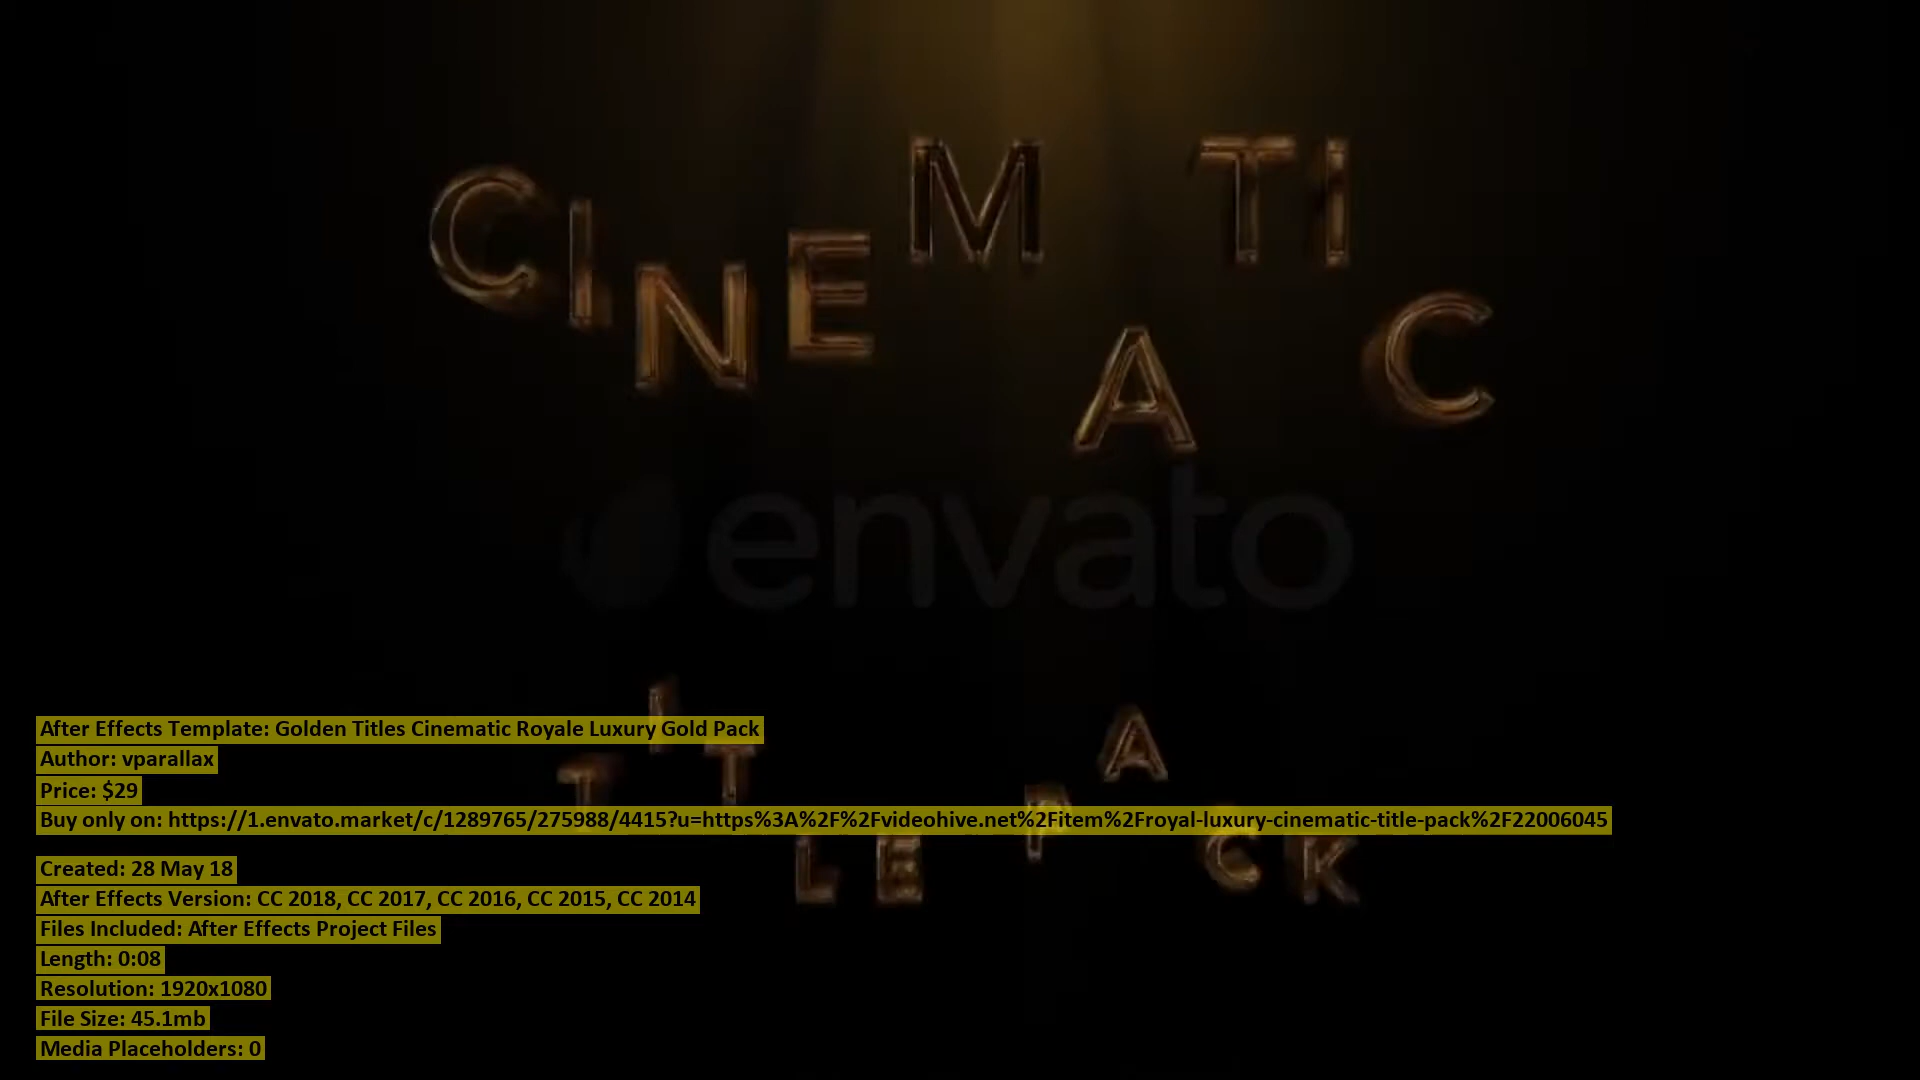 CINEMATIC
envato
TITLE PACK
After Effects Template: Golden Titles Cinematic Royale Luxury Gold Pack
Author: vparallax
Price: $29
Buy only on: https://1.envato.market/c/1289765/275988/4415?u=https%3A%2F%2Fvideohive.net%2Fitem%2Froyal-luxury-cinematic-title-pack%2F22006045
Created: 28 May 18
After Effects Version: CC 2018, CC 2017, CC 2016, CC 2015, CC 2014
Files Included: After Effects Project Files
Length: 0:08
Resolution: 1920x1080
File Size: 45.1mb
Media Placeholders: 0